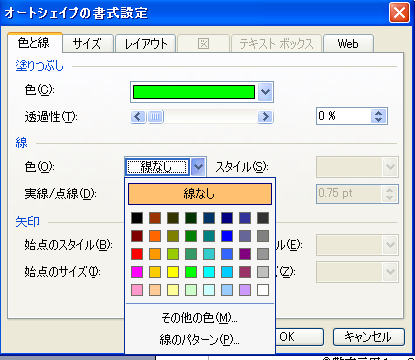 オートシェイプの書式設定
色と線 サイズ レイアウト 図 テキスト ボックス Web
塗りつぶし
色(C):
透過性(T): 0 %
線
色(O): 線なし スタイル(S):
線なし
実線/点線(D): 0.75 pt
矢印
始点のスタイル(B): ル(E):
始点のサイズ(I): ズ(Z):
その他の色(M)...
線のパターン(P)...
OK キャンセル